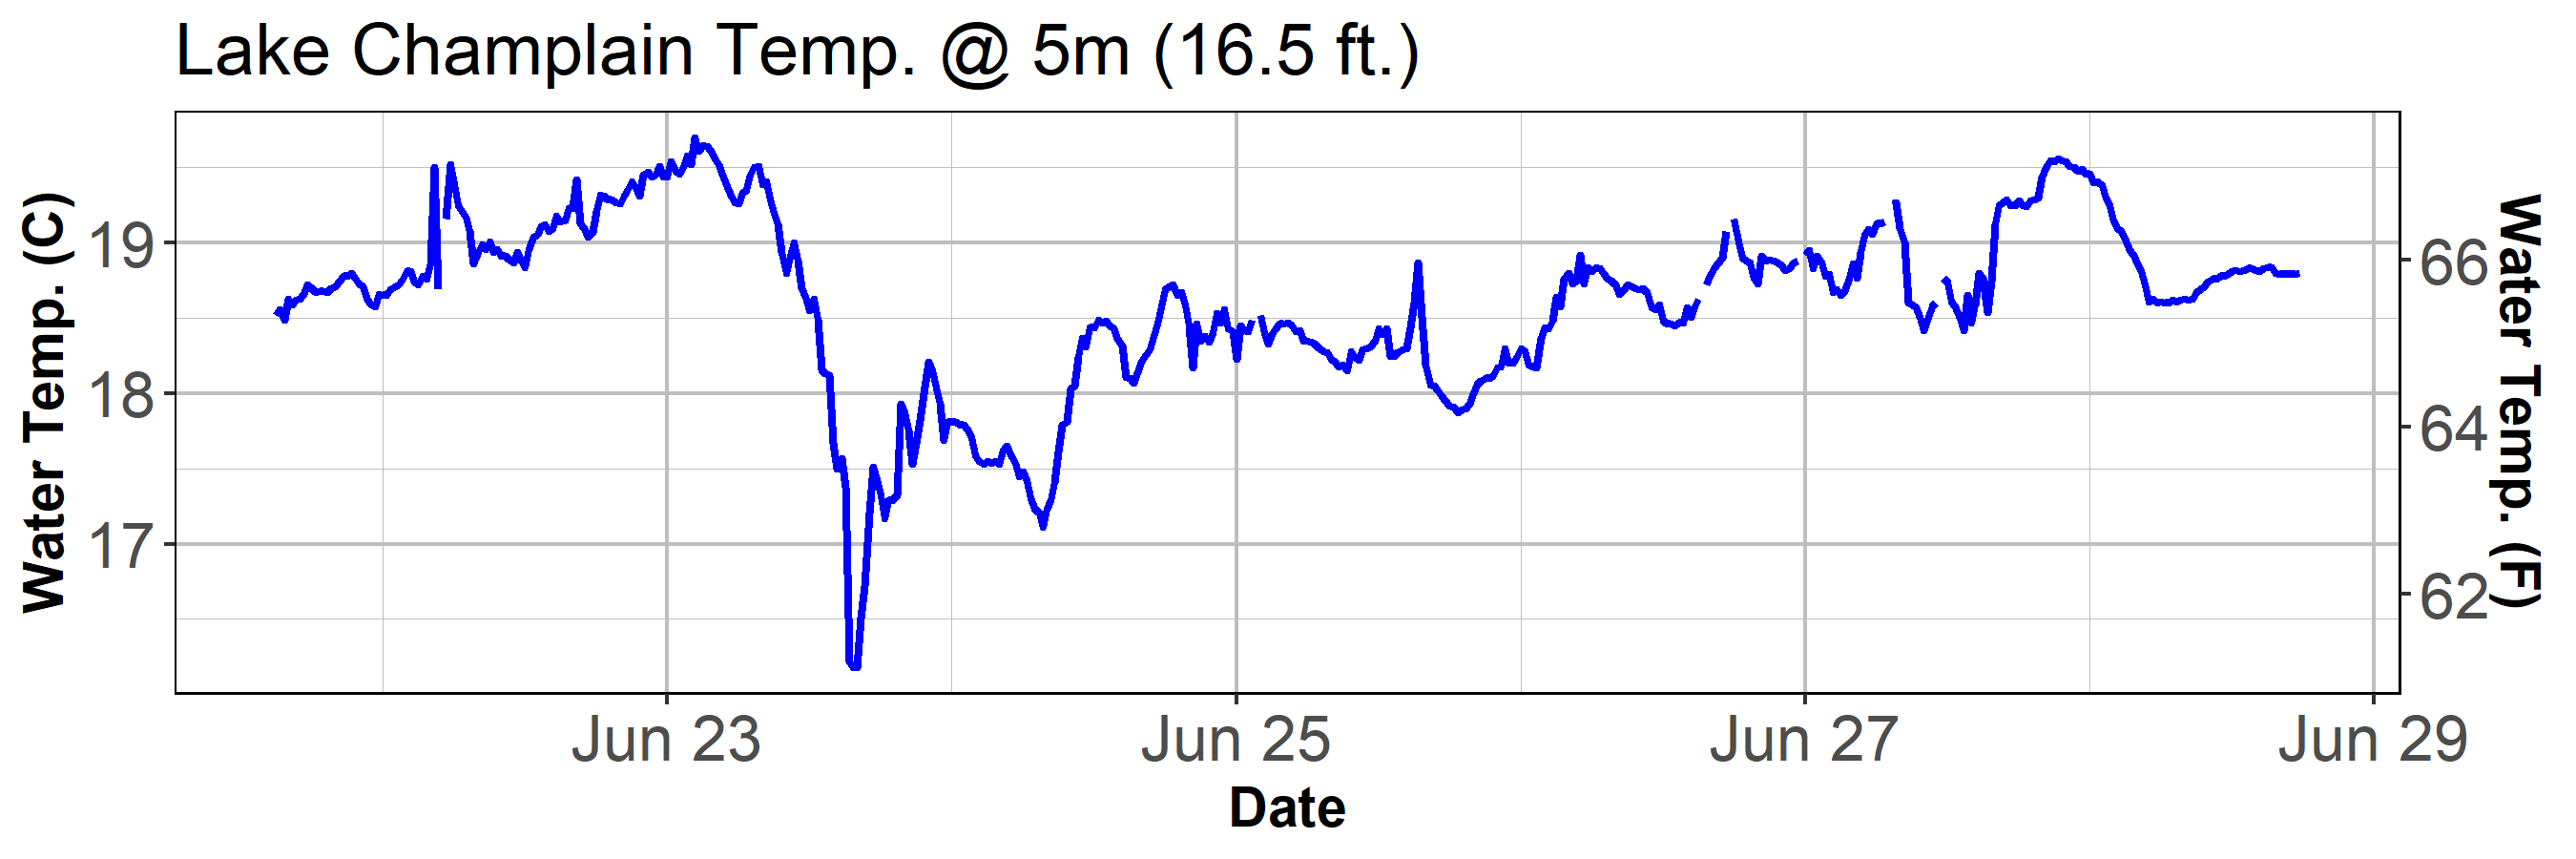 Lake Champlain Temp. @ 5m (16.5 ft.)
Water Temp. (C)
19
18
17
66
64
62
Water Temp. (F)
Jun 23
Jun 25
Jun 27
Jun 29
Date